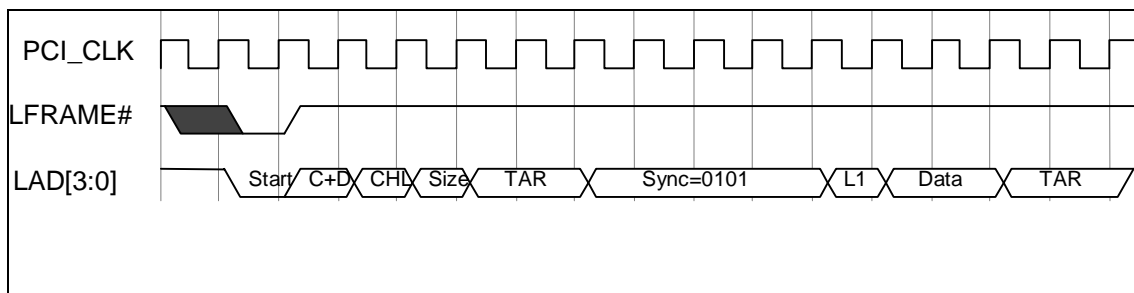 PCI_CLK
LFRAME#
LAD[3:0]
Start C+D CHL Size TAR Sync=0101 L1 Data TAR